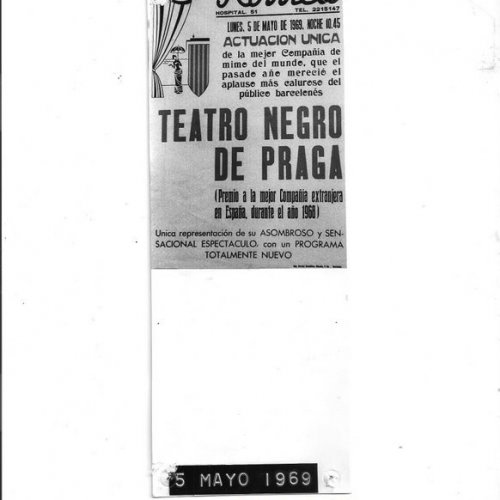 HOSPITAL, 51 TEL. 2215147
LUNES, 5 DE MAYO DE 1969, NOCHE 10,45
ACTUACION UNICA
de la mejor Compañia de
mimo del mundo, que el
pasado año mereció el
aplauso más caluroso del
público barcelonés
TEATRO NEGRO
DE PRAGA
(Premio a la mejor Compañia extranjera
en España, durante el año 1968)
Unica representación de su ASOMBROSO y SEN-
SACIONAL ESPECTACULO, con un PROGRAMA
TOTALMENTE NUEVO
5 MAYO 1969